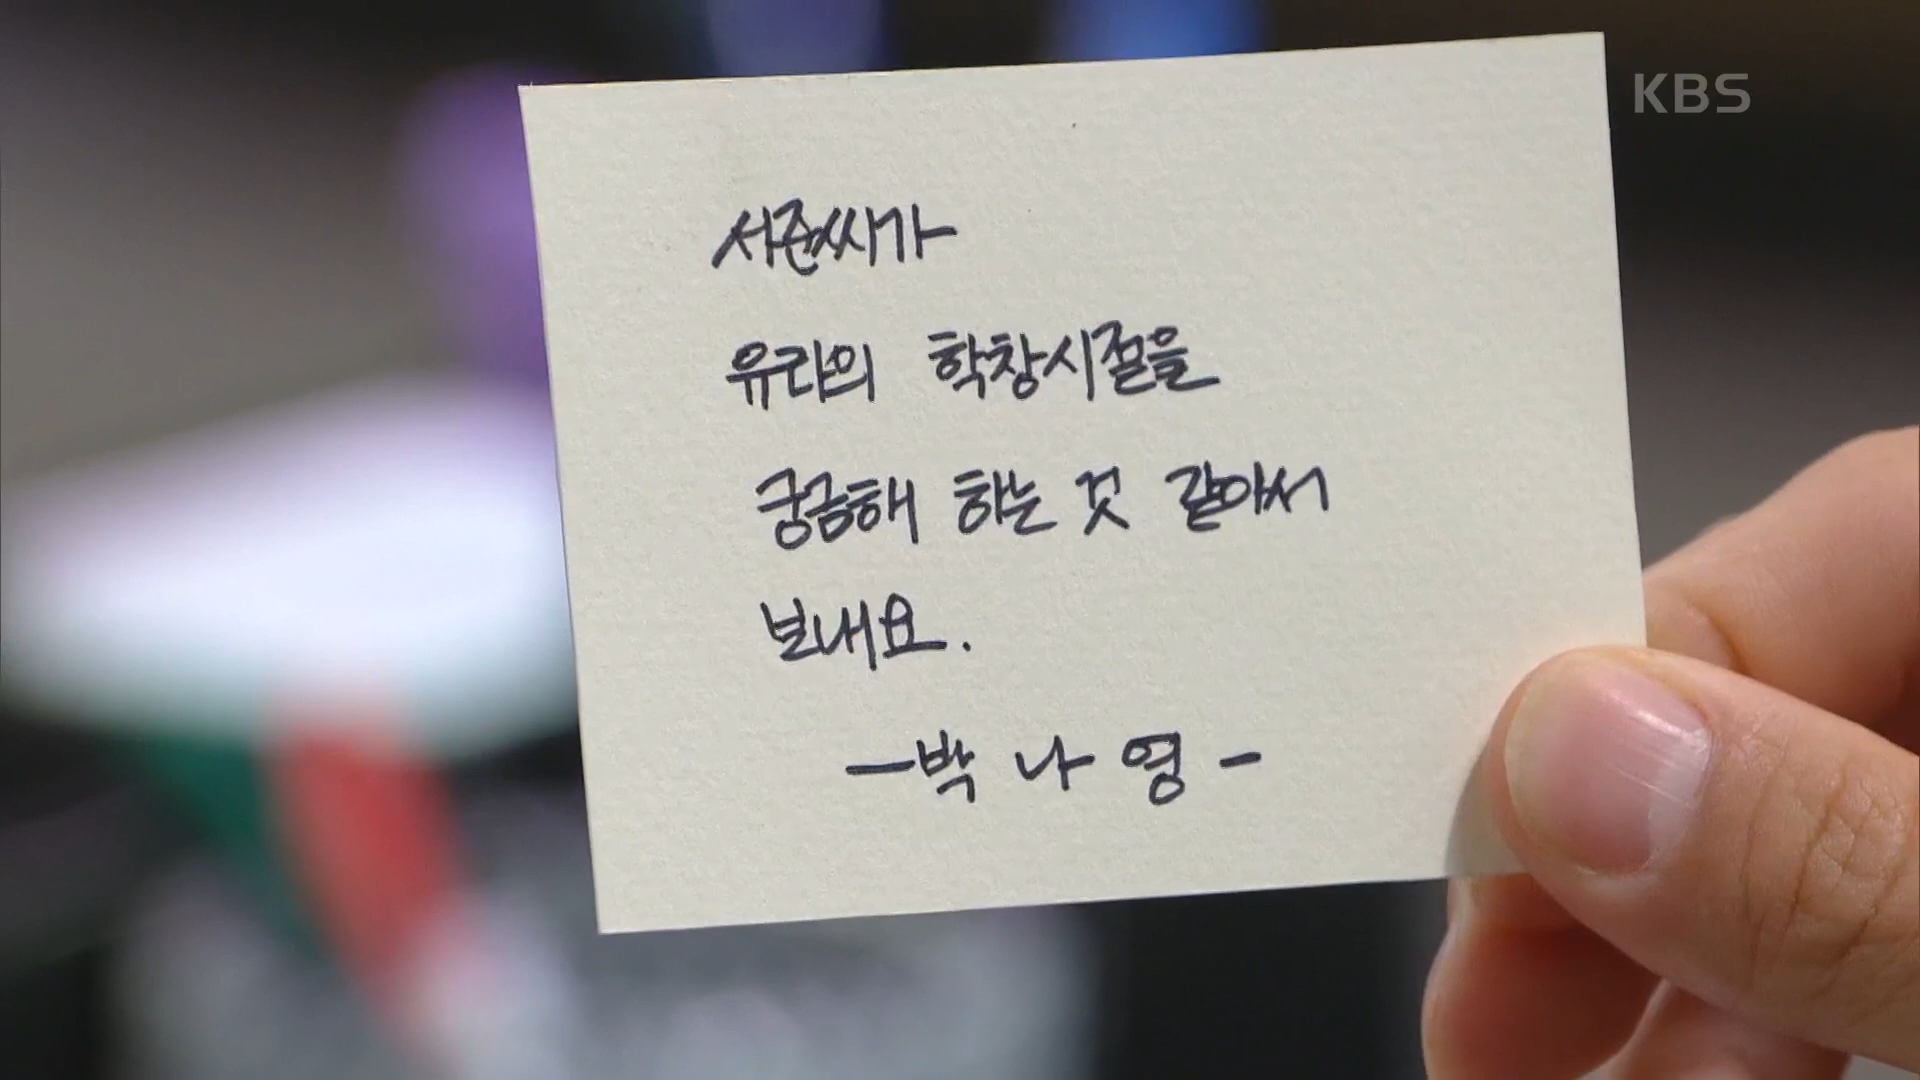 KBS
서준씨가
유라의 학창시절을
궁금해 하는 것 같아서
보내요.
-박 나 영-